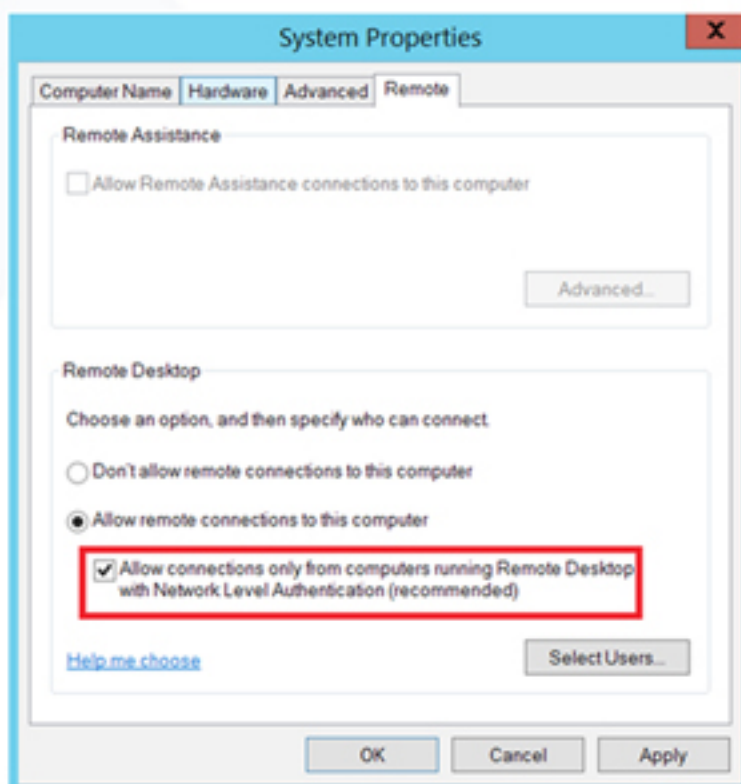 System Properties
X
Computer Name Hardware Advanced Remote
Remote Assistance
Allow Remote Assistance connections to this computer
Advanced...
Remote Desktop
Choose an option, and then specify who can connect.
Don't allow remote connections to this computer
Allow remote connections to this computer
Allow connections only from computers running Remote Desktop
with Network Level Authentication (recommended)
Help me choose
Select Users...
OK Cancel Apply